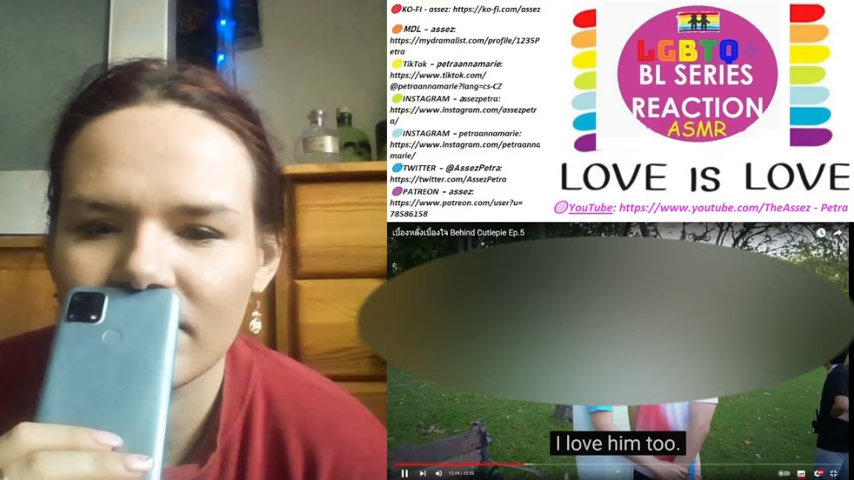 KO-FI - assez: https://ko-fi.com/assez
MDL - assez:
https://mydramalist.com/profile/1235P
etra
TikTok - petraannamarie:
https://www.tiktok.com/
@petraannamarie?lang=cs-CZ
INSTAGRAM - assezpetra:
https://www.instagram.com/assezpetr
a/
INSTAGRAM - petraannamarie:
https://www.instagram.com/petraanna
marie/
TWITTER - @AssezPetra:
https://twitter.com/AssezPetra
PATREON - assez:
https://www.patreon.com/user?u=
78586158
LGBTQ+
BL SERIES
REACTION
ASMR
LOVE IS LOVE
YouTube: https://www.youtube.com/TheAssez - Petra
เบื้องหลังเบื้องใจ Behind Cutiepie Ep.5
I love him too.